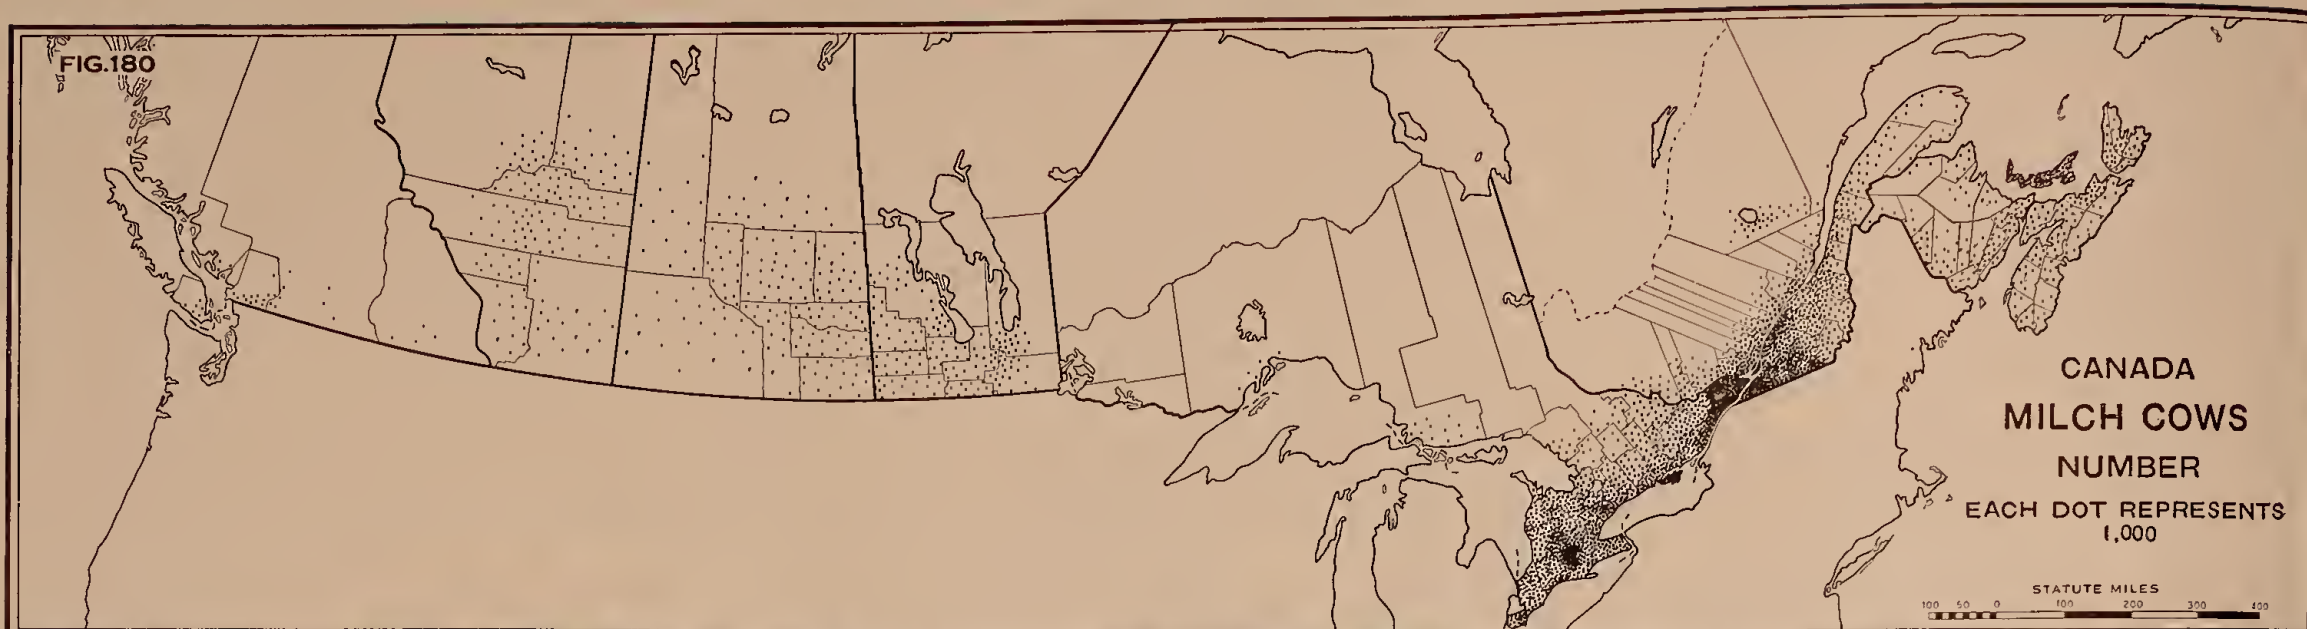 FIG.180
CANADA
MILCH COWS
NUMBER
EACH DOT REPRESENTS
1,000
STATUTE MILES
100 50 0 100 200 300 400